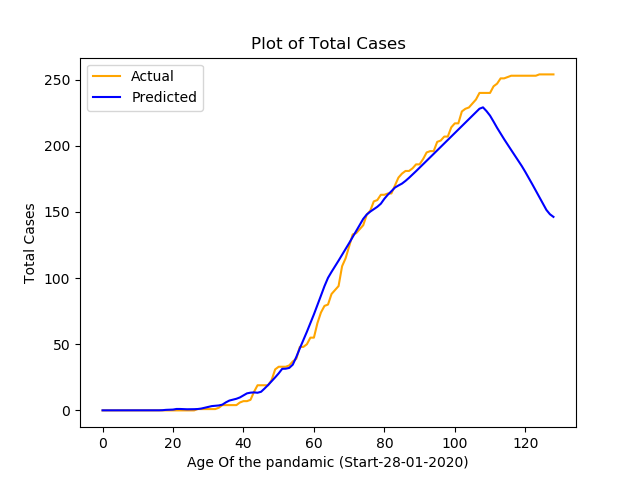 Plot of Total Cases
Actual
Predicted
250
200
150
100
50
0
Total Cases
0 20 40 60 80 100 120
Age Of the pandamic (Start-28-01-2020)